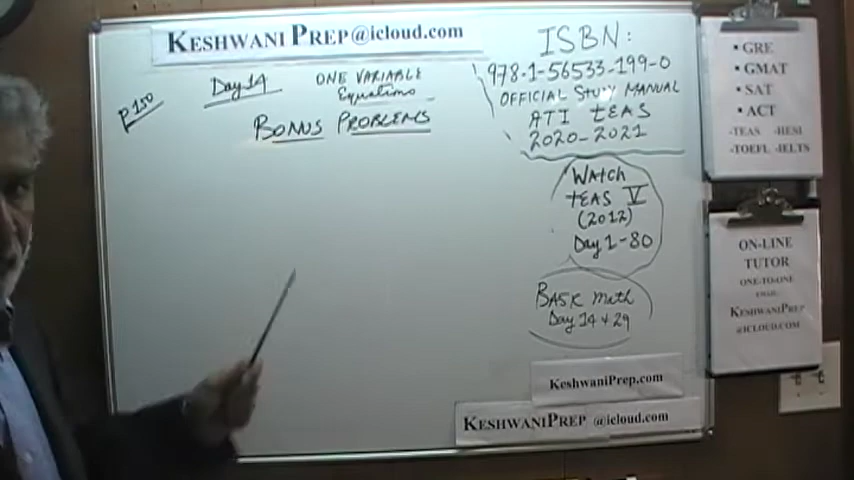 KESHWANI PREP@icloud.com
P 150
Day 14
ONE VARIABLE
Equations
BONUS PROBLEMS
ISBN:
978-1-56533-199-0
OFFICIAL STUDY MANUAL
ATI TEAS
2020-2021
WATCH
TEAS V
(2012)
Day 1-80
BASIC Math
Day 14 & 29
KeshwaniPrep.com
KESHWANIPREP @icloud.com
• GRE
• GMAT
• SAT
• ACT
-TEAS -HESI
-TOEFL -IELTS
ON-LINE
TUTOR
ONE-TO-ONE
EMAIL:
KESHWANIPREP
@ICLOUD.COM